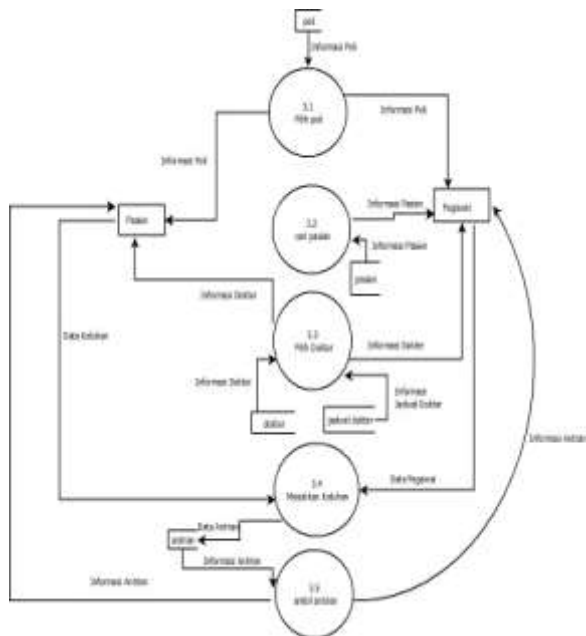 poli
Informasi Poli
3.1
Pilih poli
Informasi Poli
Informasi Poli
Pasien
Pegawai
3.2
cari pasien
Informasi Pasien
Informasi Pasien
pasien
Informasi Dokter
3.3
Pilih Dokter
Data Keluhan
Informasi Dokter
Informasi Dokter
Informasi
Jadwal Dokter
dokter
jadwal dokter
Informasi Antrian
3.4
Masukkan Keluhan
Data Pegawai
Data Antrian
antrian
Informasi Antrian
Informasi Antrian
3.5
ambil antrian